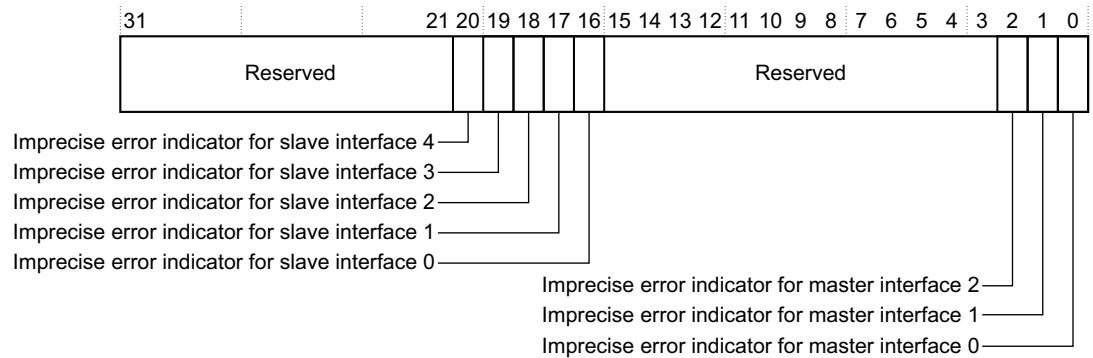 31 21 20 19 18 17 16 15 14 13 12 11 10 9 8 7 6 5 4 3 2 1 0
Reserved Reserved
Imprecise error indicator for slave interface 4
Imprecise error indicator for slave interface 3
Imprecise error indicator for slave interface 2
Imprecise error indicator for slave interface 1
Imprecise error indicator for slave interface 0
Imprecise error indicator for master interface 2
Imprecise error indicator for master interface 1
Imprecise error indicator for master interface 0